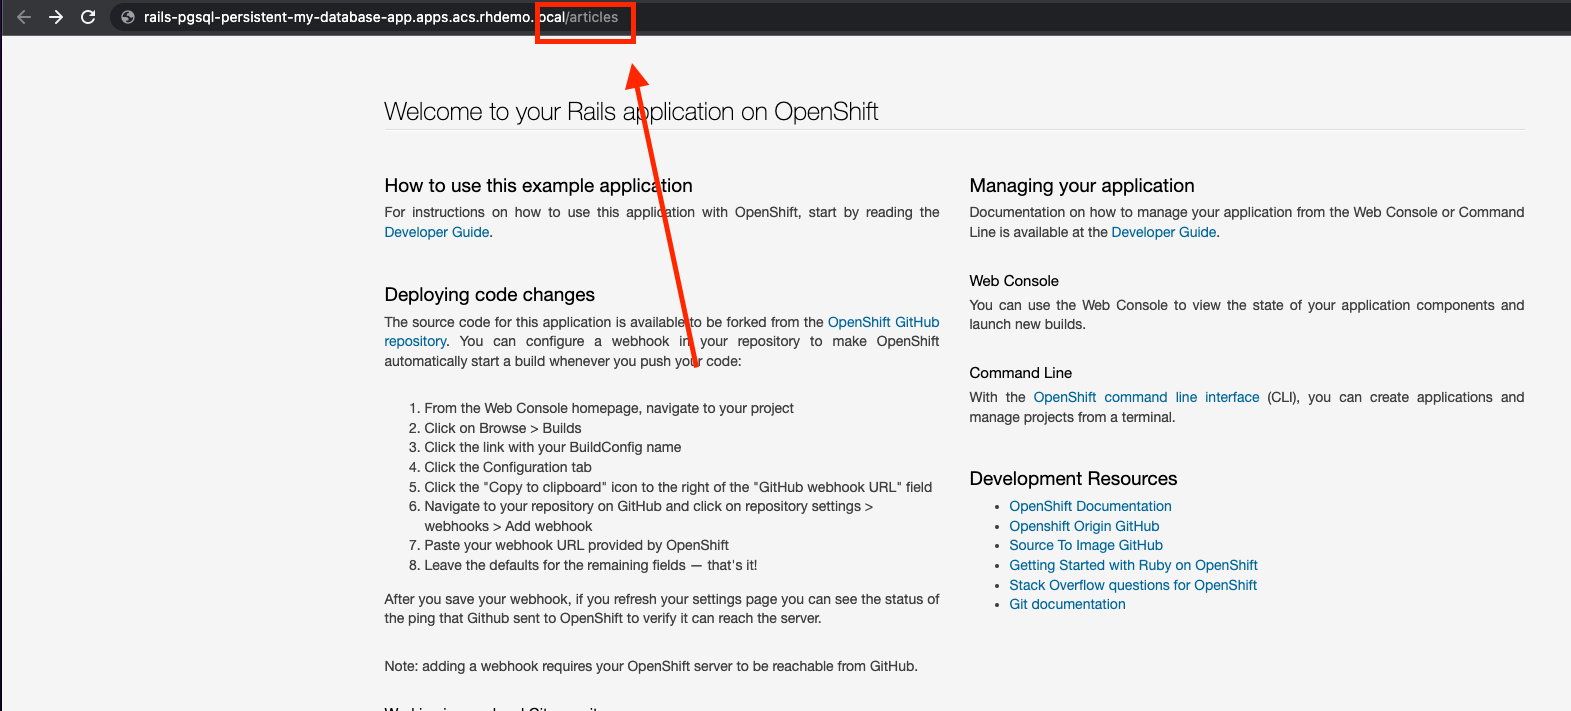 rails-pgsql-persistent-my-database-app.apps.acs.rhdemo.local/articles
Welcome to your Rails application on OpenShift
How to use this example application
For instructions on how to use this application with OpenShift, start by reading the
Developer Guide.
Deploying code changes
The source code for this application is available to be forked from the OpenShift GitHub
repository. You can configure a webhook in your repository to make OpenShift
automatically start a build whenever you push your code:
1. From the Web Console homepage, navigate to your project
2. Click on Browse > Builds
3. Click the link with your BuildConfig name
4. Click the Configuration tab
5. Click the "Copy to clipboard" icon to the right of the "GitHub webhook URL" field
6. Navigate to your repository on GitHub and click on repository settings >
webhooks > Add webhook
7. Paste your webhook URL provided by OpenShift
8. Leave the defaults for the remaining fields — that's it!
After you save your webhook, if you refresh your settings page you can see the status of
the ping that Github sent to OpenShift to verify it can reach the server.
Note: adding a webhook requires your OpenShift server to be reachable from GitHub.
Managing your application
Documentation on how to manage your application from the Web Console or Command
Line is available at the Developer Guide.
Web Console
You can use the Web Console to view the state of your application components and
launch new builds.
Command Line
With the OpenShift command line interface (CLI), you can create applications and
manage projects from a terminal.
Development Resources
• OpenShift Documentation
• Openshift Origin GitHub
• Source To Image GitHub
• Getting Started with Ruby on OpenShift
• Stack Overflow questions for OpenShift
• Git documentation